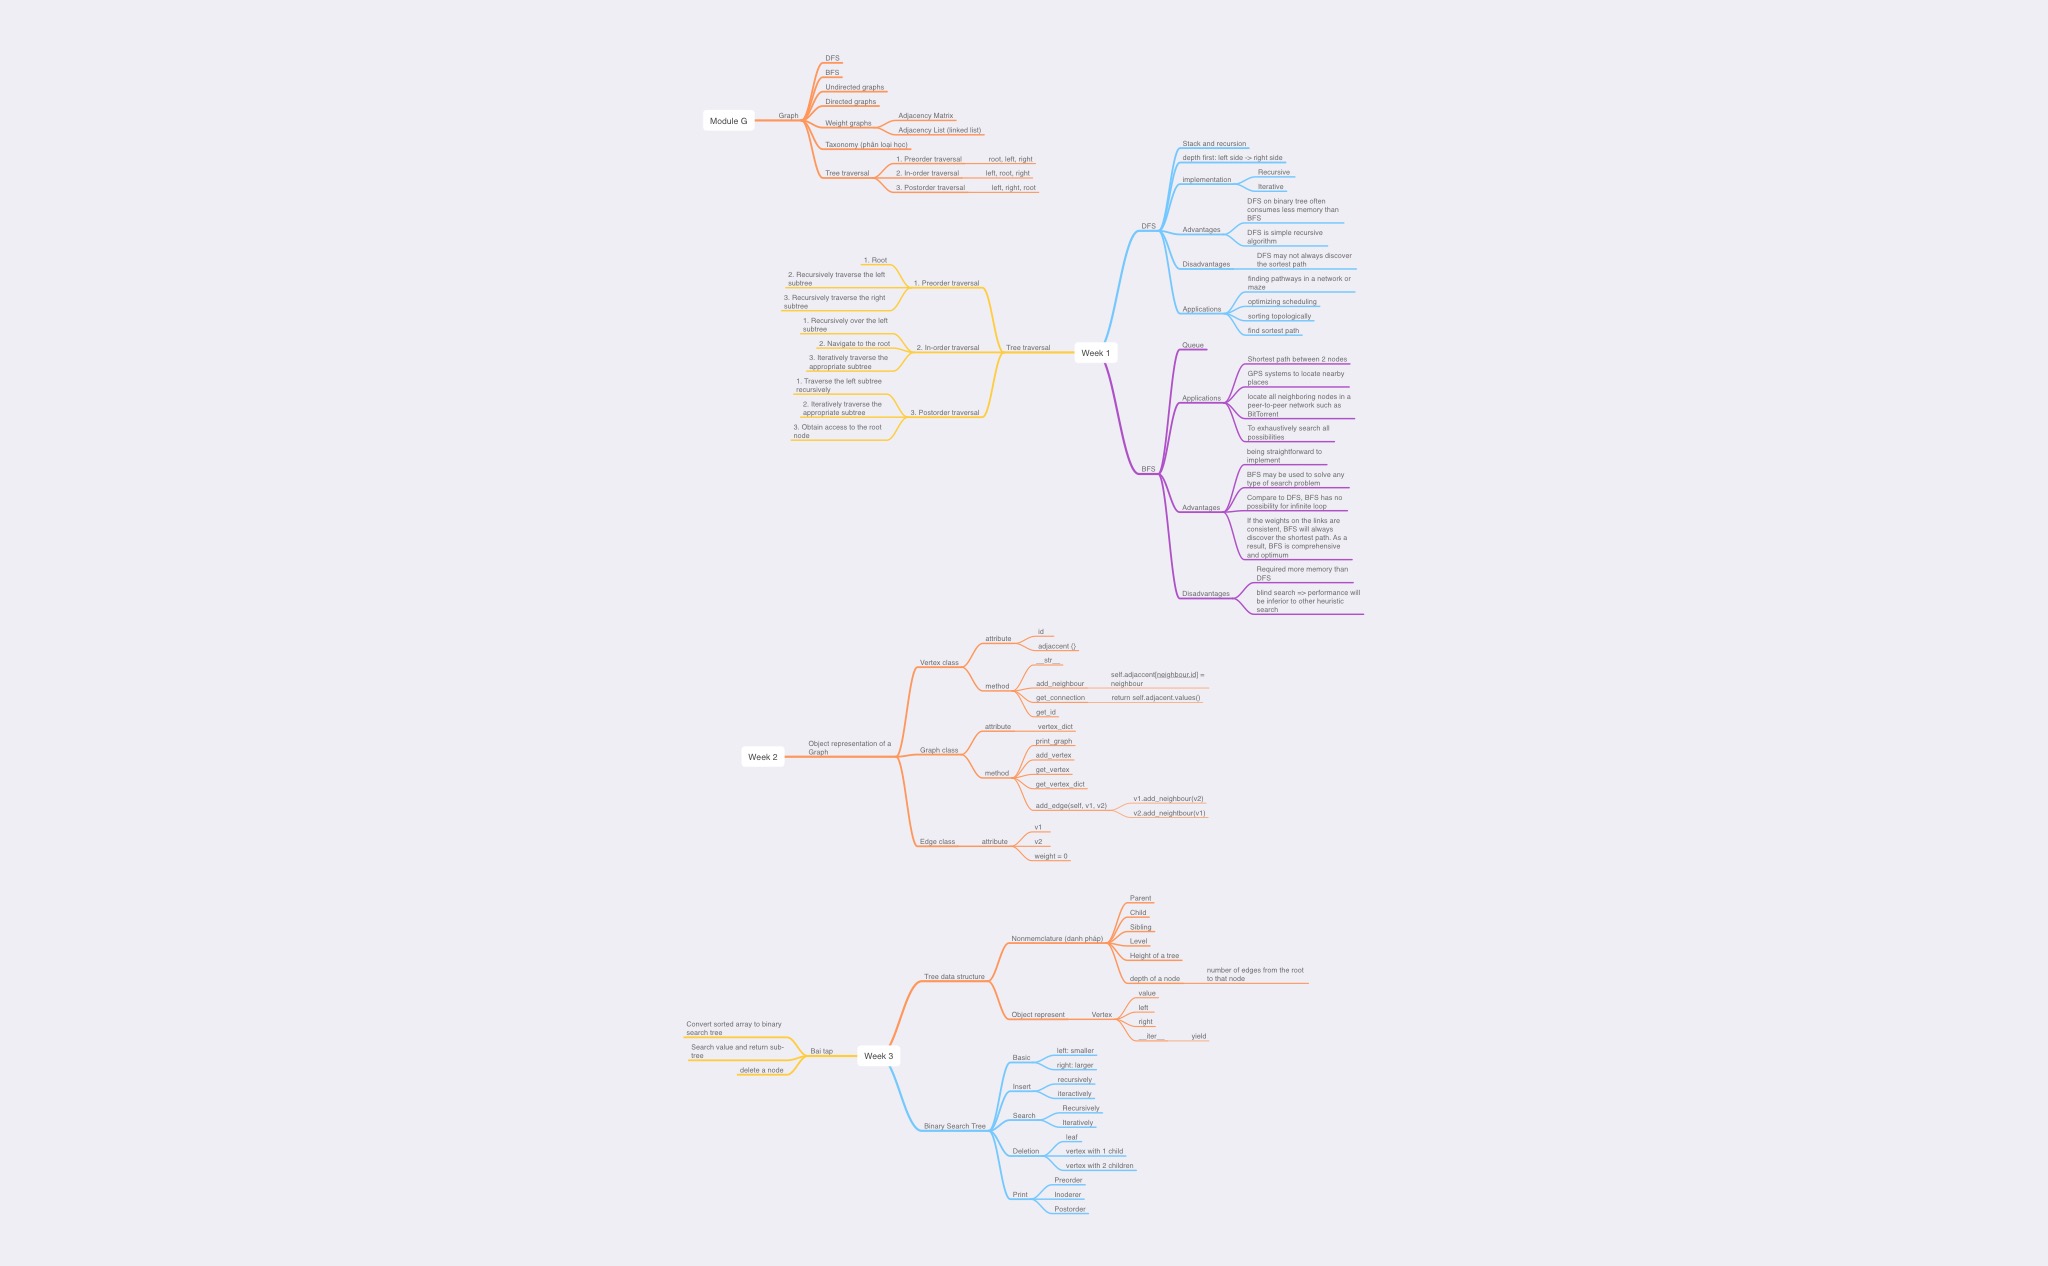 Module G
Graph
DFS
BFS
Undirected graphs
Directed graphs
Weight graphs
Adjacency Matrix
Adjacency List (linked list)
Taxonomy (phân loại học)
Tree traversal
1. Preorder traversal
root, left, right
2. In-order traversal
left, root, right
3. Postorder traversal
left, right, root
Week 1
Tree traversal
1. Preorder traversal
1. Root
2. Recursively traverse the left
subtree
3. Recursively traverse the right
subtree
2. In-order traversal
1. Recursively over the left
subtree
2. Navigate to the root
3. Iteratively traverse the
appropriate subtree
3. Postorder traversal
1. Traverse the left subtree
recursively
2. Iteratively traverse the
appropriate subtree
3. Obtain access to the root
node
DFS
Stack and recursion
depth first: left side -> right side
implementation
Recursive
Iterative
Advantages
DFS on binary tree often
consumes less memory than
BFS
DFS is simple recursive
algorithm
Disadvantages
DFS may not always discover
the sortest path
Applications
finding pathways in a network or
maze
optimizing scheduling
sorting topologically
find sortest path
BFS
Queue
Applications
Shortest path between 2 nodes
GPS systems to locate nearby
places
locate all neighboring nodes in a
peer-to-peer network such as
BitTorrent
To exhaustively search all
possibilities
Advantages
being straightforward to
implement
BFS may be used to solve any
type of search problem
Compare to DFS, BFS has no
possibility for infinite loop
If the weights on the links are
consistent, BFS will always
discover the shortest path. As a
result, BFS is comprehensive
and optimum
Disadvantages
Required more memory than
DFS
blind search => performance will
be inferior to other heuristic
search
Week 2
Object representation of a
Graph
Vertex class
attribute
id
adjaccent {}
method
__str__
add_neighbour
self.adjaccent[neighbour.id] =
neighbour
get_connection
return self.adjacent.values()
get_id
Graph class
attribute
vertex_dict
method
print_graph
add_vertex
get_vertex
get_vertex_dict
add_edge(self, v1, v2)
v1.add_neighbour(v2)
v2.add_neightbour(v1)
Edge class
attribute
v1
v2
weight = 0
Week 3
Bai tap
Convert sorted array to binary
search tree
Search value and return sub-
tree
delete a node
Tree data structure
Nonmemclature (danh pháp)
Parent
Child
Sibling
Level
Height of a tree
depth of a node
number of edges from the root
to that node
Object represent
Vertex
value
left
right
__iter__
yield
Binary Search Tree
Basic
left: smaller
right: larger
Insert
recursively
iteractively
Search
Recursively
Iteratively
Deletion
leaf
vertex with 1 child
vertex with 2 children
Print
Preorder
Inoderer
Postorder